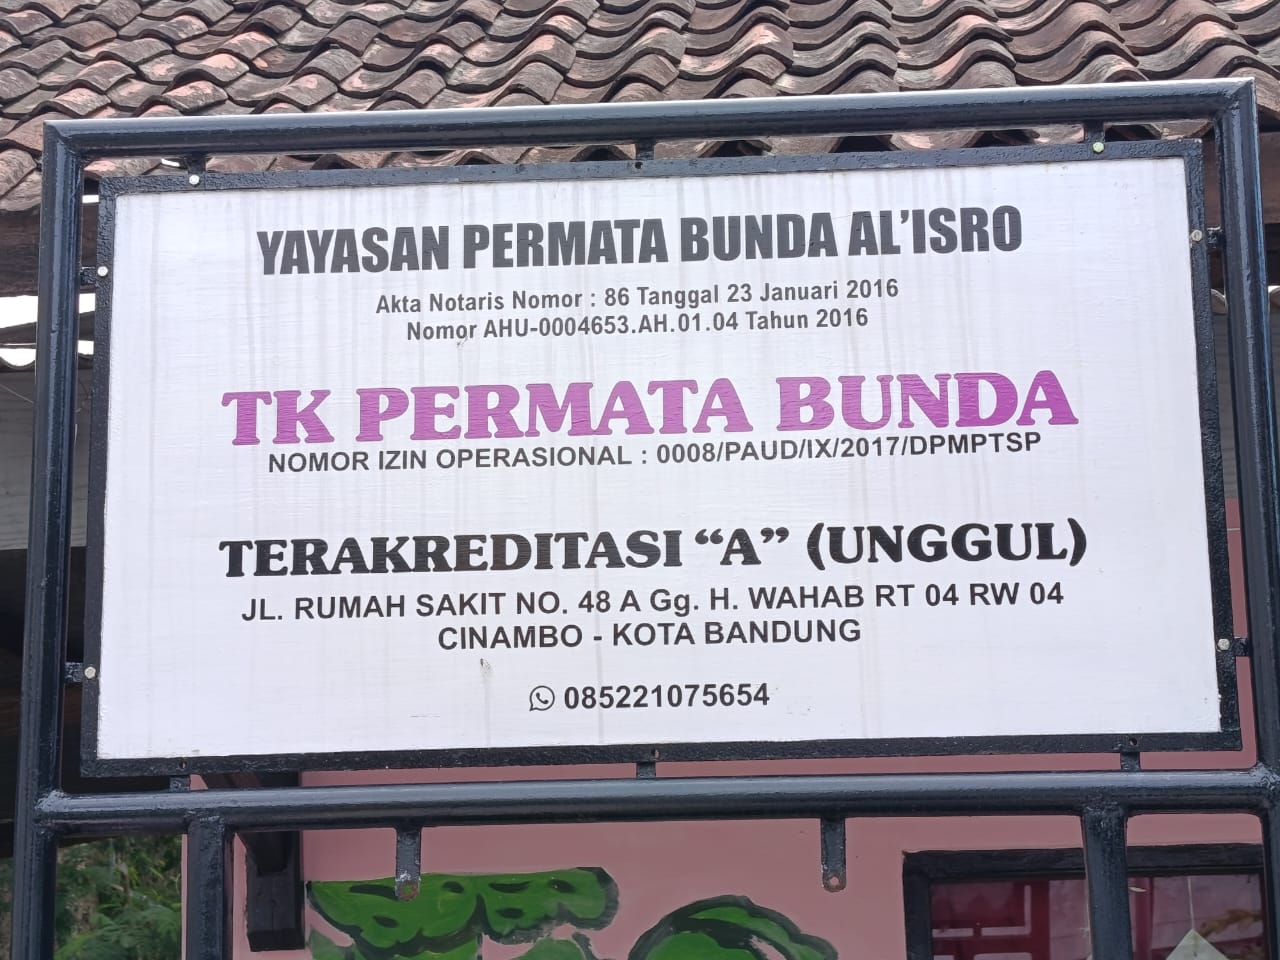 YAYASAN PERMATA BUNDA AL'ISRO
Akta Notaris Nomor : 86 Tanggal 23 Januari 2016
Nomor AHU-0004653.AH.01.04 Tahun 2016
TK PERMATA BUNDA
NOMOR IZIN OPERASIONAL : 0008/PAUD/IX/2017/DPMPTSP
TERAKREDITASI “A” (UNGGUL)
JL. RUMAH SAKIT NO. 48 A Gg. H. WAHAB RT 04 RW 04
CINAMBO - KOTA BANDUNG
085221075654